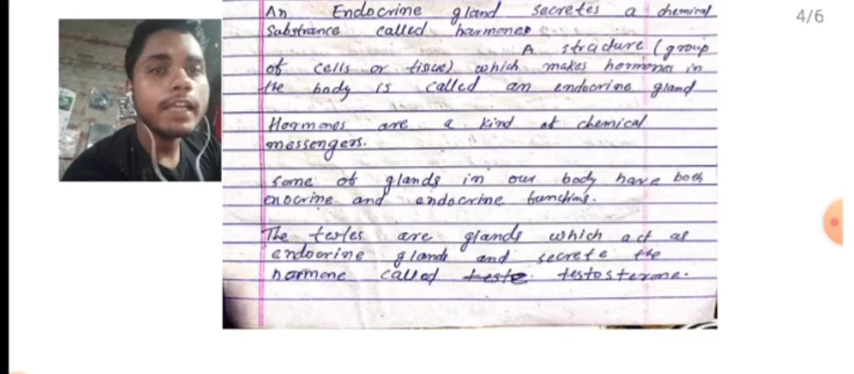 4/6
An Endocrine gland secretes a chemical
Substrance called harmones
A stracture (group
of cells or tissue) which makes hormones in
the body is called an endocrine gland
Hormones are a kind of chemical
messengers.
some of glands in our body have both
enocrine and endocrine functions.
The testes are glands which act as
endocrine glands and secrete the
hormone called teste testosterone.